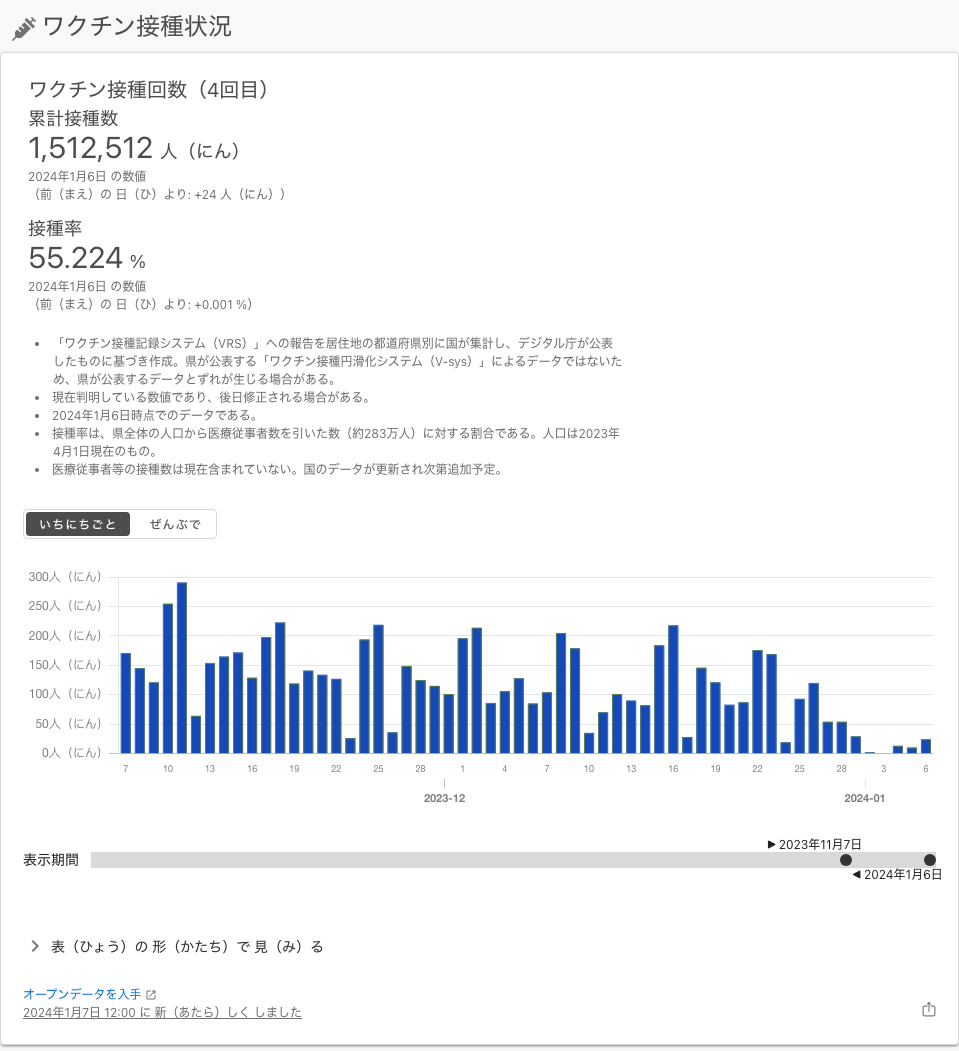 ワクチン接種状況
ワクチン接種回数（4回目）
累計接種数
1,512,512 人（にん）
2024年1月6日 の数値
（前（まえ）の 日（ひ）より: +24 人（にん））
接種率
55.224 %
2024年1月6日 の数値
（前（まえ）の 日（ひ）より: +0.001 %）
• 「ワクチン接種記録システム（VRS）」への報告を居住地の都道府県別に国が集計し、デジタル庁が公表
したものに基づき作成。県が公表する「ワクチン接種円滑化システム（V-sys）」によるデータではないた
め、県が公表するデータとずれが生じる場合がある。
• 現在判明している数値であり、後日修正される場合がある。
• 2024年1月6日時点でのデータである。
• 接種率は、県全体の人口から医療従事者数を引いた数（約283万人）に対する割合である。人口は2023年
4月1日現在のもの。
• 医療従事者等の接種数は現在含まれていない。国のデータが更新され次第追加予定。
いちにちごと ぜんぶで
300人（にん）
250人（にん）
200人（にん）
150人（にん）
100人（にん）
50人（にん）
0人（にん）
7 10 13 16 19 22 25 28 1 4 7 10 13 16 19 22 25 28 3 6
2023-12 2024-01
▶ 2023年11月7日
表示期間
◀ 2024年1月6日
表（ひょう）の 形（かたち）で 見（み）る
オープンデータを入手
2024年1月7日 12:00 に 新（あたら）しく しました